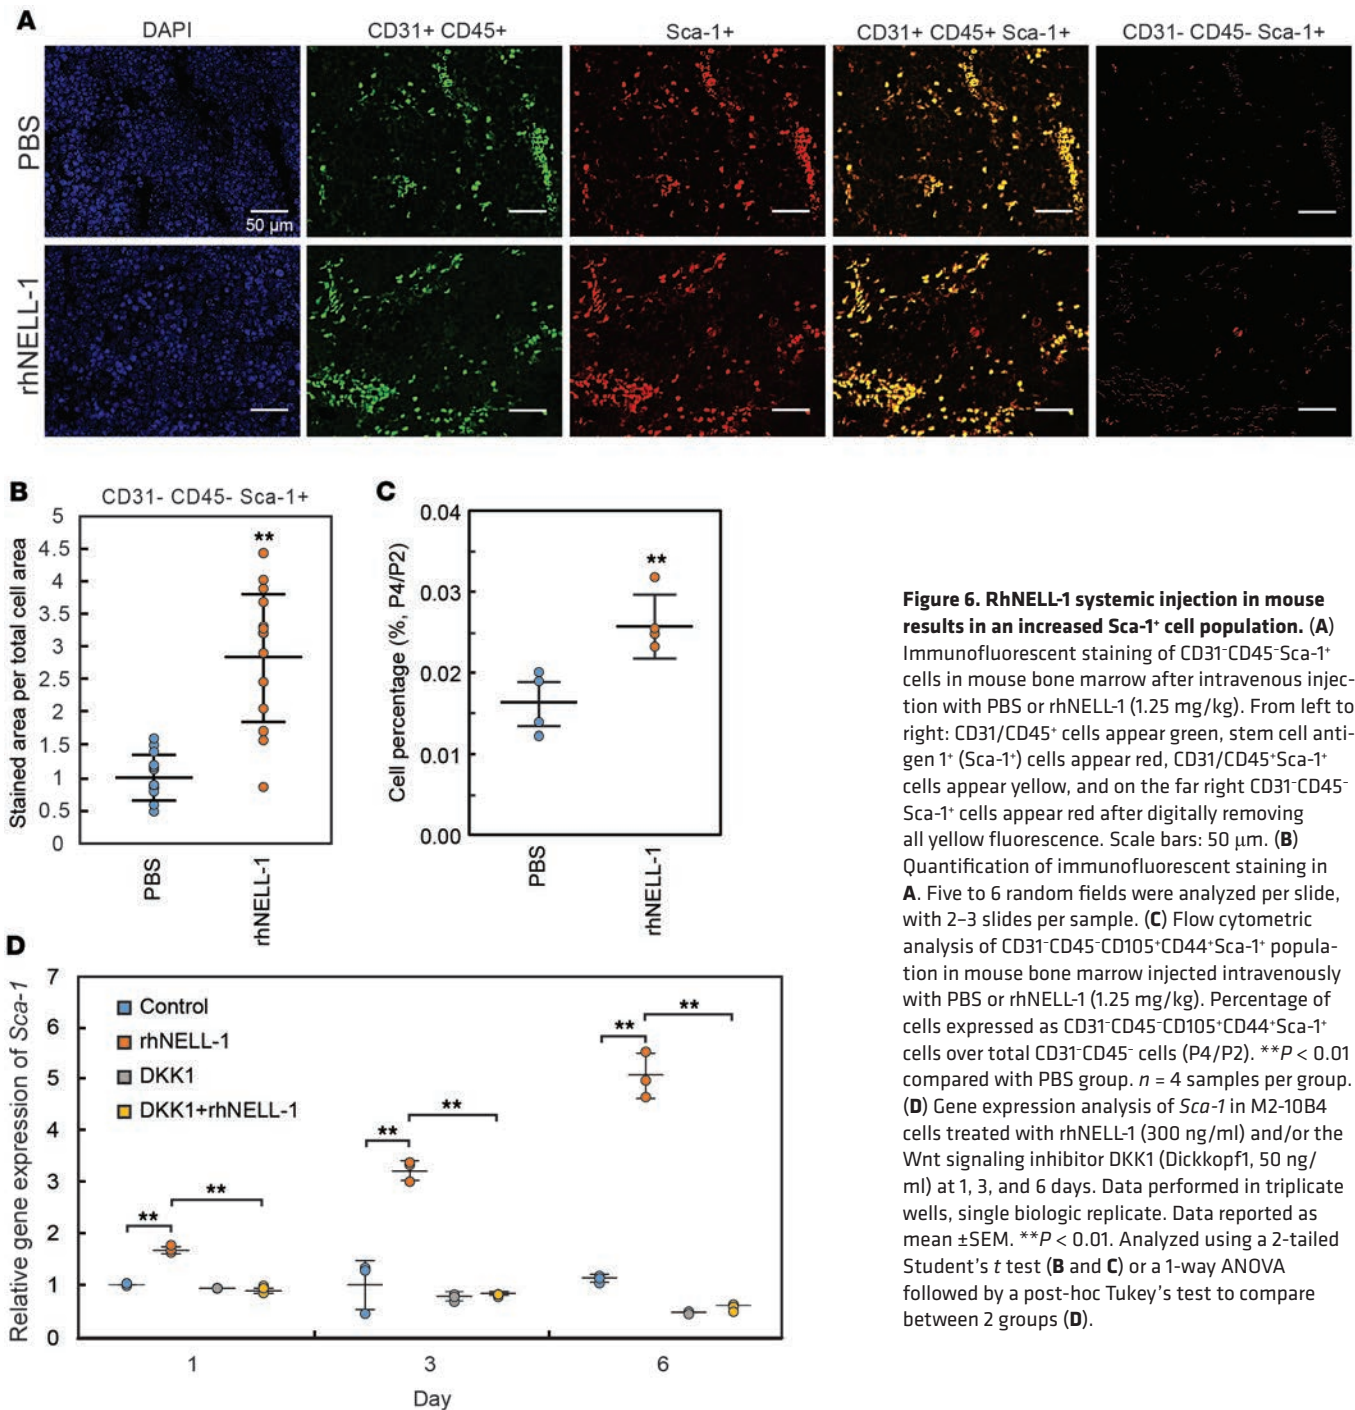 A
DAPI
CD31+ CD45+
Sca-1+
CD31+ CD45+ Sca-1+
CD31- CD45- Sca-1+
PBS
50 µm
rhNELL-1
B
CD31- CD45- Sca-1+
Stained area per total cell area
5
4.5
4
3.5
3
2.5
2
1.5
1
0.5
0
**
PBS
rhNELL-1
C
Cell percentage (%, P4/P2)
0.04
0.03
0.02
0.01
0.00
**
PBS
rhNELL-1
D
Relative gene expression of Sca-1
7
6
5
4
3
2
1
0
Control
rhNELL-1
DKK1
DKK1+rhNELL-1
**
**
**
**
**
**
1
3
6
Day
Figure 6. RhNELL-1 systemic injection in mouse
results in an increased Sca-1⁺ cell population. (A)
Immunofluorescent staining of CD31⁻CD45⁻Sca-1⁺
cells in mouse bone marrow after intravenous injec-
tion with PBS or rhNELL-1 (1.25 mg/kg). From left to
right: CD31/CD45⁺ cells appear green, stem cell anti-
gen 1⁺ (Sca-1⁺) cells appear red, CD31/CD45⁺Sca-1⁺
cells appear yellow, and on the far right CD31⁻CD45⁻
Sca-1⁺ cells appear red after digitally removing
all yellow fluorescence. Scale bars: 50 µm. (B)
Quantification of immunofluorescent staining in
A. Five to 6 random fields were analyzed per slide,
with 2–3 slides per sample. (C) Flow cytometric
analysis of CD31⁻CD45⁻CD105⁺CD44⁺Sca-1⁺ popula-
tion in mouse bone marrow injected intravenously
with PBS or rhNELL-1 (1.25 mg/kg). Percentage of
cells expressed as CD31⁻CD45⁻CD105⁺CD44⁺Sca-1⁺
cells over total CD31⁻CD45⁻ cells (P4/P2). **P < 0.01
compared with PBS group. n = 4 samples per group.
(D) Gene expression analysis of Sca-1 in M2-10B4
cells treated with rhNELL-1 (300 ng/ml) and/or the
Wnt signaling inhibitor DKK1 (Dickkopf1, 50 ng/
ml) at 1, 3, and 6 days. Data performed in triplicate
wells, single biologic replicate. Data reported as
mean ±SEM. **P < 0.01. Analyzed using a 2-tailed
Student's t test (B and C) or a 1-way ANOVA
followed by a post-hoc Tukey's test to compare
between 2 groups (D).